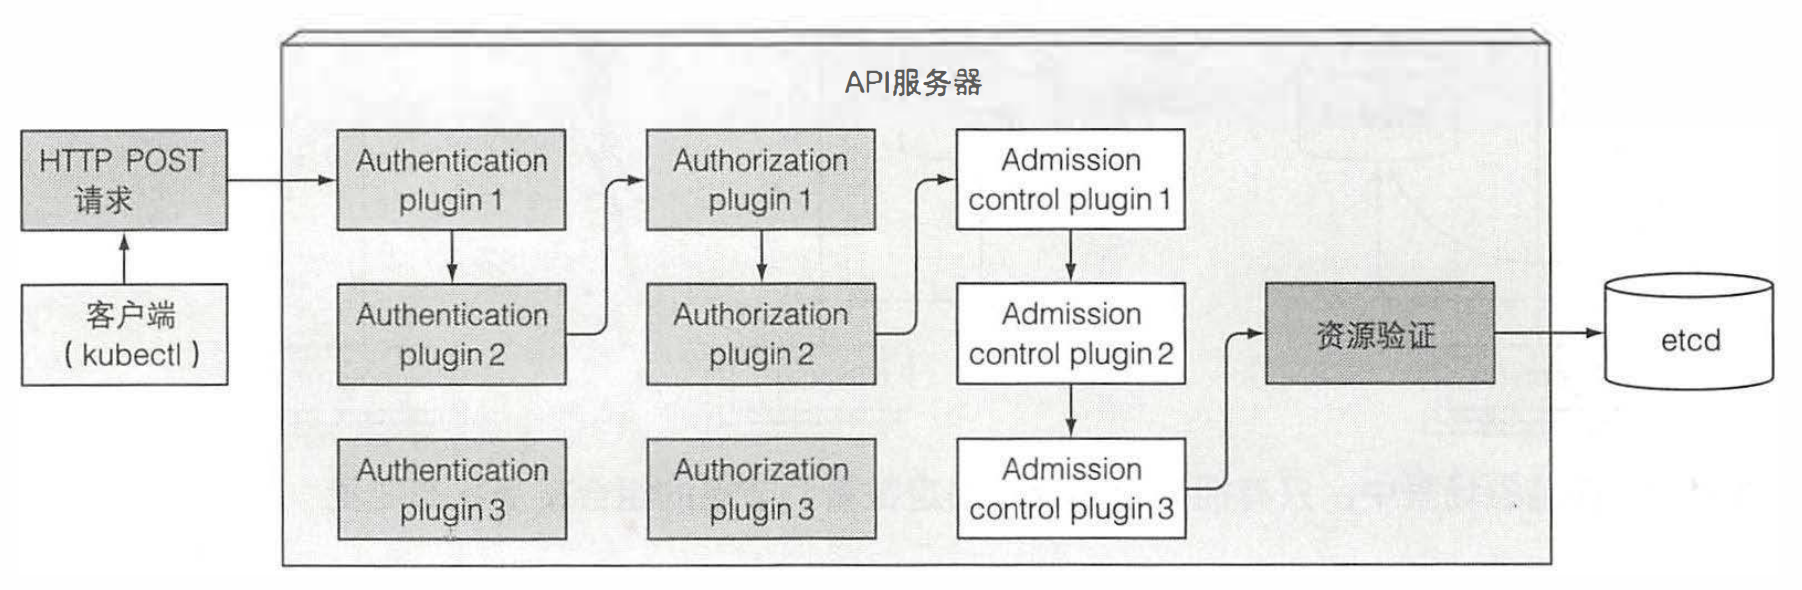 API服务器
HTTP POST
请求
客户端
( kubectl )
Authentication
plugin 1
Authentication
plugin 2
Authentication
plugin 3
Authorization
plugin 1
Authorization
plugin 2
Authorization
plugin 3
Admission
control plugin 1
Admission
control plugin 2
Admission
control plugin 3
资源验证
etcd